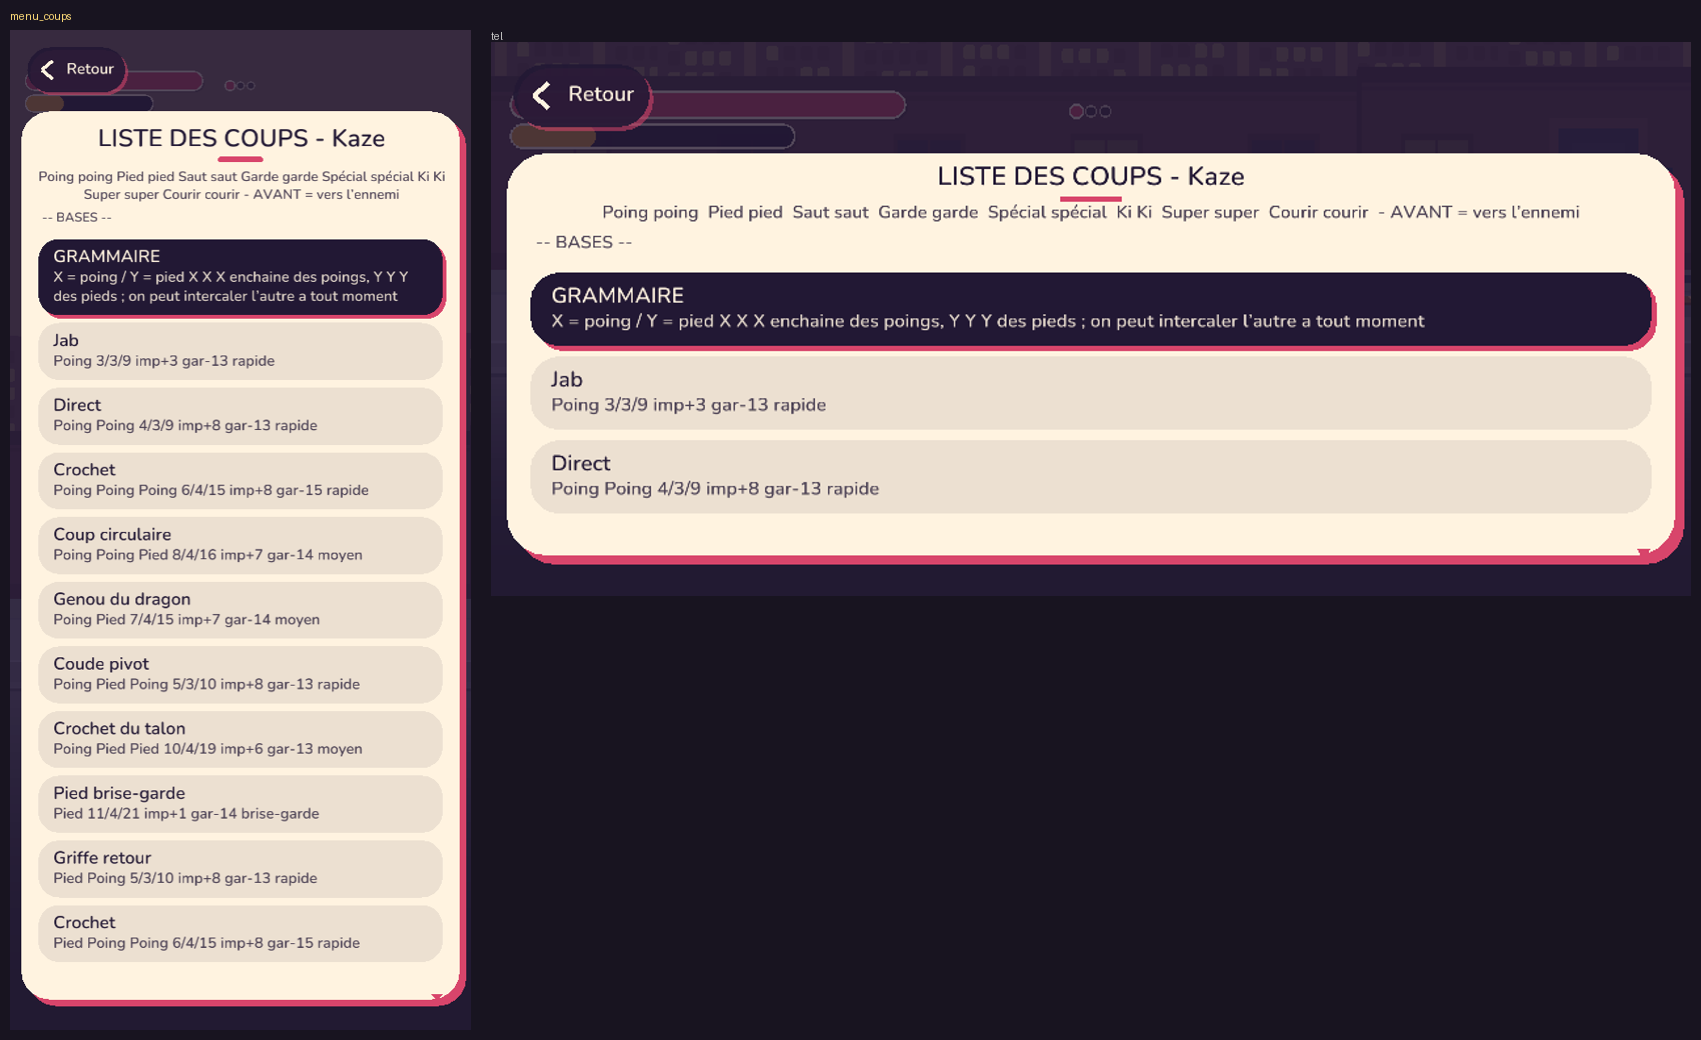 menu_coups
Retour
LISTE DES COUPS - Kaze
Poing poing Pied pied Saut saut Garde garde Spécial spécial Ki Ki
Super super Courir courir - AVANT = vers l'ennemi
-- BASES --
GRAMMAIRE
X = poing / Y = pied X X X enchaine des poings, Y Y Y
des pieds ; on peut intercaler l'autre a tout moment
Jab
Poing 3/3/9 imp+3 gar-13 rapide
Direct
Poing Poing 4/3/9 imp+8 gar-13 rapide
Crochet
Poing Poing Poing 6/4/15 imp+8 gar-15 rapide
Coup circulaire
Poing Poing Pied 8/4/16 imp+7 gar-14 moyen
Genou du dragon
Poing Pied 7/4/15 imp+7 gar-14 moyen
Coude pivot
Poing Pied Poing 5/3/10 imp+8 gar-13 rapide
Crochet du talon
Poing Pied Pied 10/4/19 imp+6 gar-13 moyen
Pied brise-garde
Pied 11/4/21 imp+1 gar-14 brise-garde
Griffe retour
Pied Poing 5/3/10 imp+8 gar-13 rapide
Crochet
Pied Poing Poing 6/4/15 imp+8 gar-15 rapide
tel
Retour
LISTE DES COUPS - Kaze
Poing poing Pied pied Saut saut Garde garde Spécial spécial Ki Ki Super super Courir courir - AVANT = vers l'ennemi
-- BASES --
GRAMMAIRE
X = poing / Y = pied X X X enchaine des poings, Y Y Y des pieds ; on peut intercaler l'autre a tout moment
Jab
Poing 3/3/9 imp+3 gar-13 rapide
Direct
Poing Poing 4/3/9 imp+8 gar-13 rapide